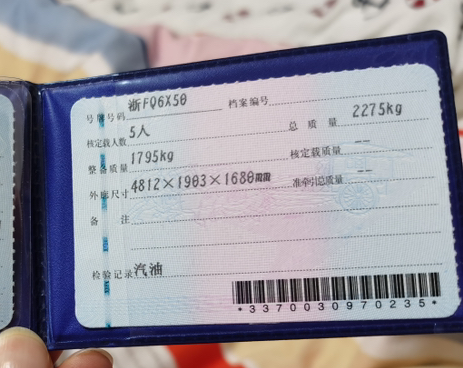 号牌号码 浙FQ6X50 档案编号
核定载人数 5人 总质量 2275kg
整备质量 1795kg 核定载质量 --
外廓尺寸 4812×1903×1680mm 准牵引总质量 --
备注
检验记录 汽油
*3370030970235*